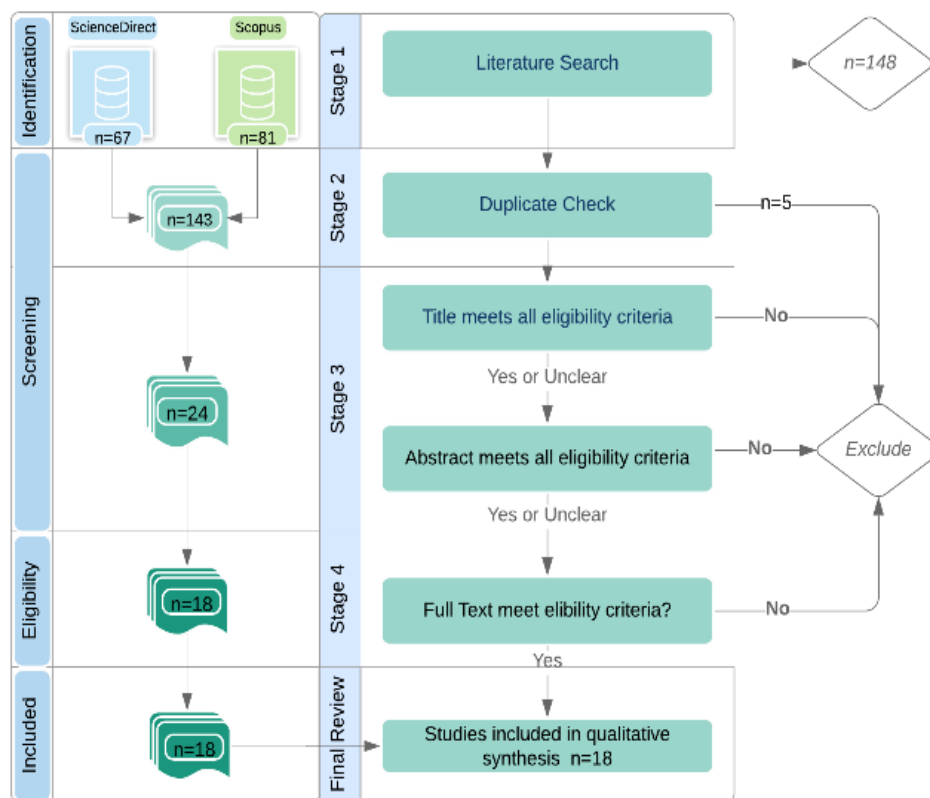 Identification
ScienceDirect
Scopus
n=67
n=81
Stage 1
Literature Search
n=148
Screening
n=143
Stage 2
Duplicate Check
n=5
Stage 3
Title meets all eligibility criteria
No
Yes or Unclear
n=24
Abstract meets all eligibility criteria
No
Exclude
Yes or Unclear
Eligibility
n=18
Stage 4
Full Text meet elibility criteria?
No
Yes
Included
n=18
Final Review
Studies included in qualitative
synthesis n=18